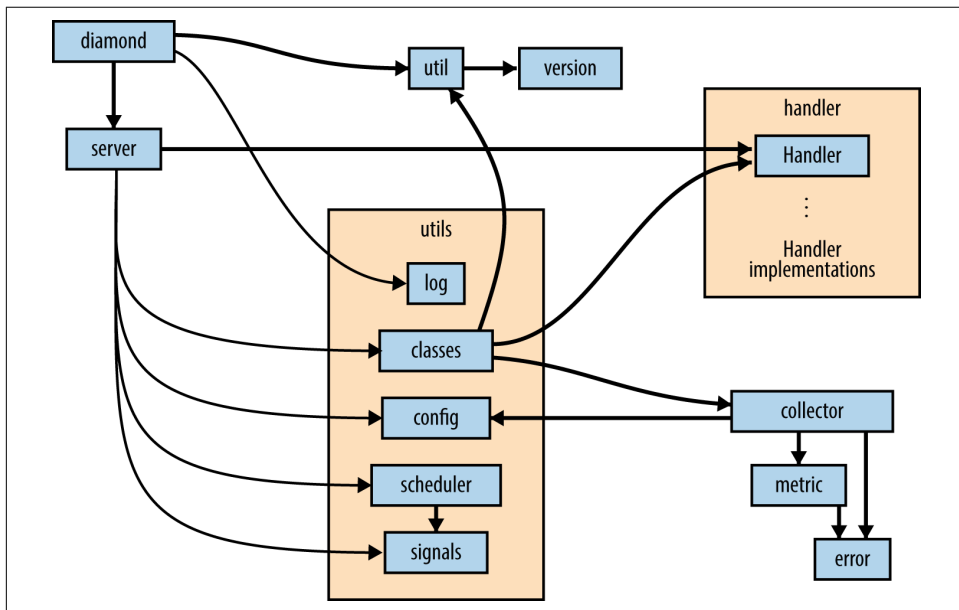 diamond
util
version
server
handler
Handler
⋮
Handler
implementations
utils
log
classes
config
scheduler
signals
collector
metric
error